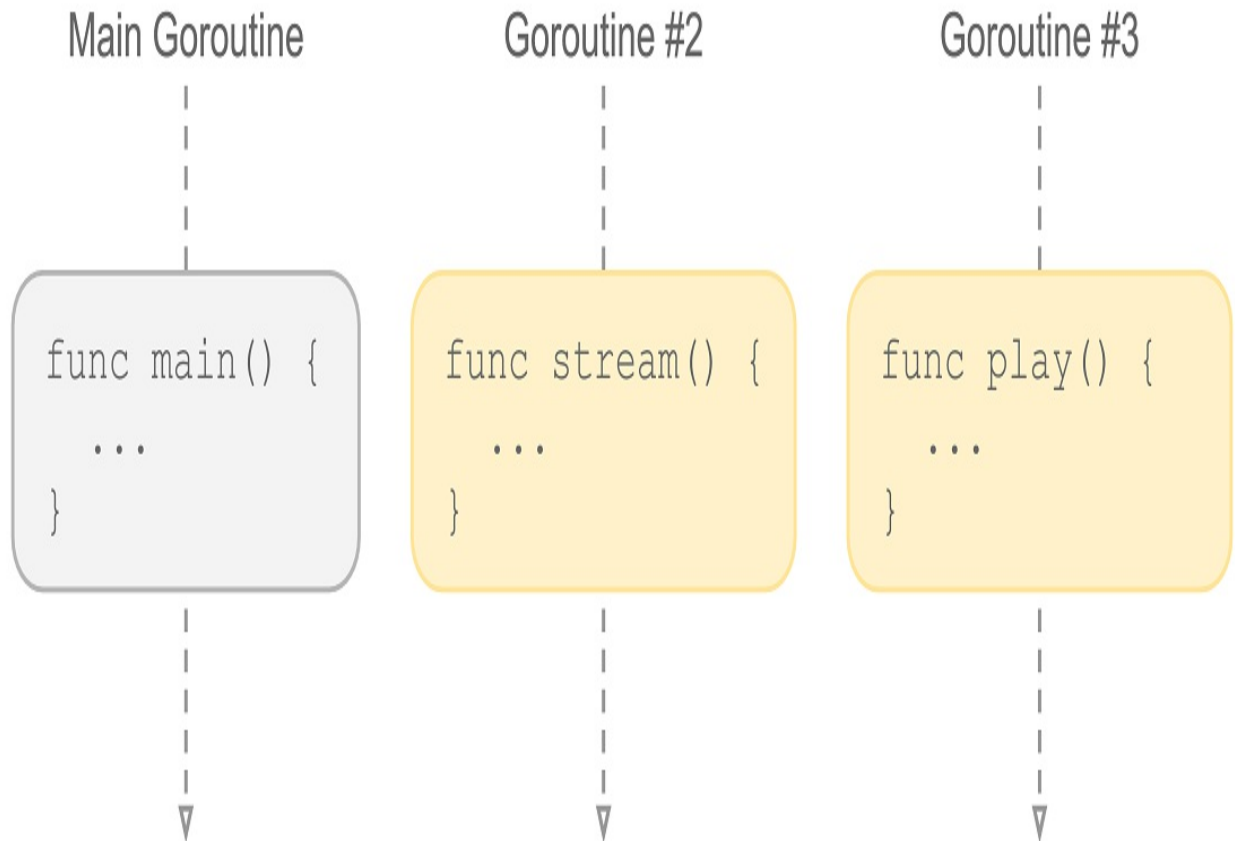 Main Goroutine
Goroutine #2
Goroutine #3
func main() {
...
}
func stream() {
...
}
func play() {
...
}